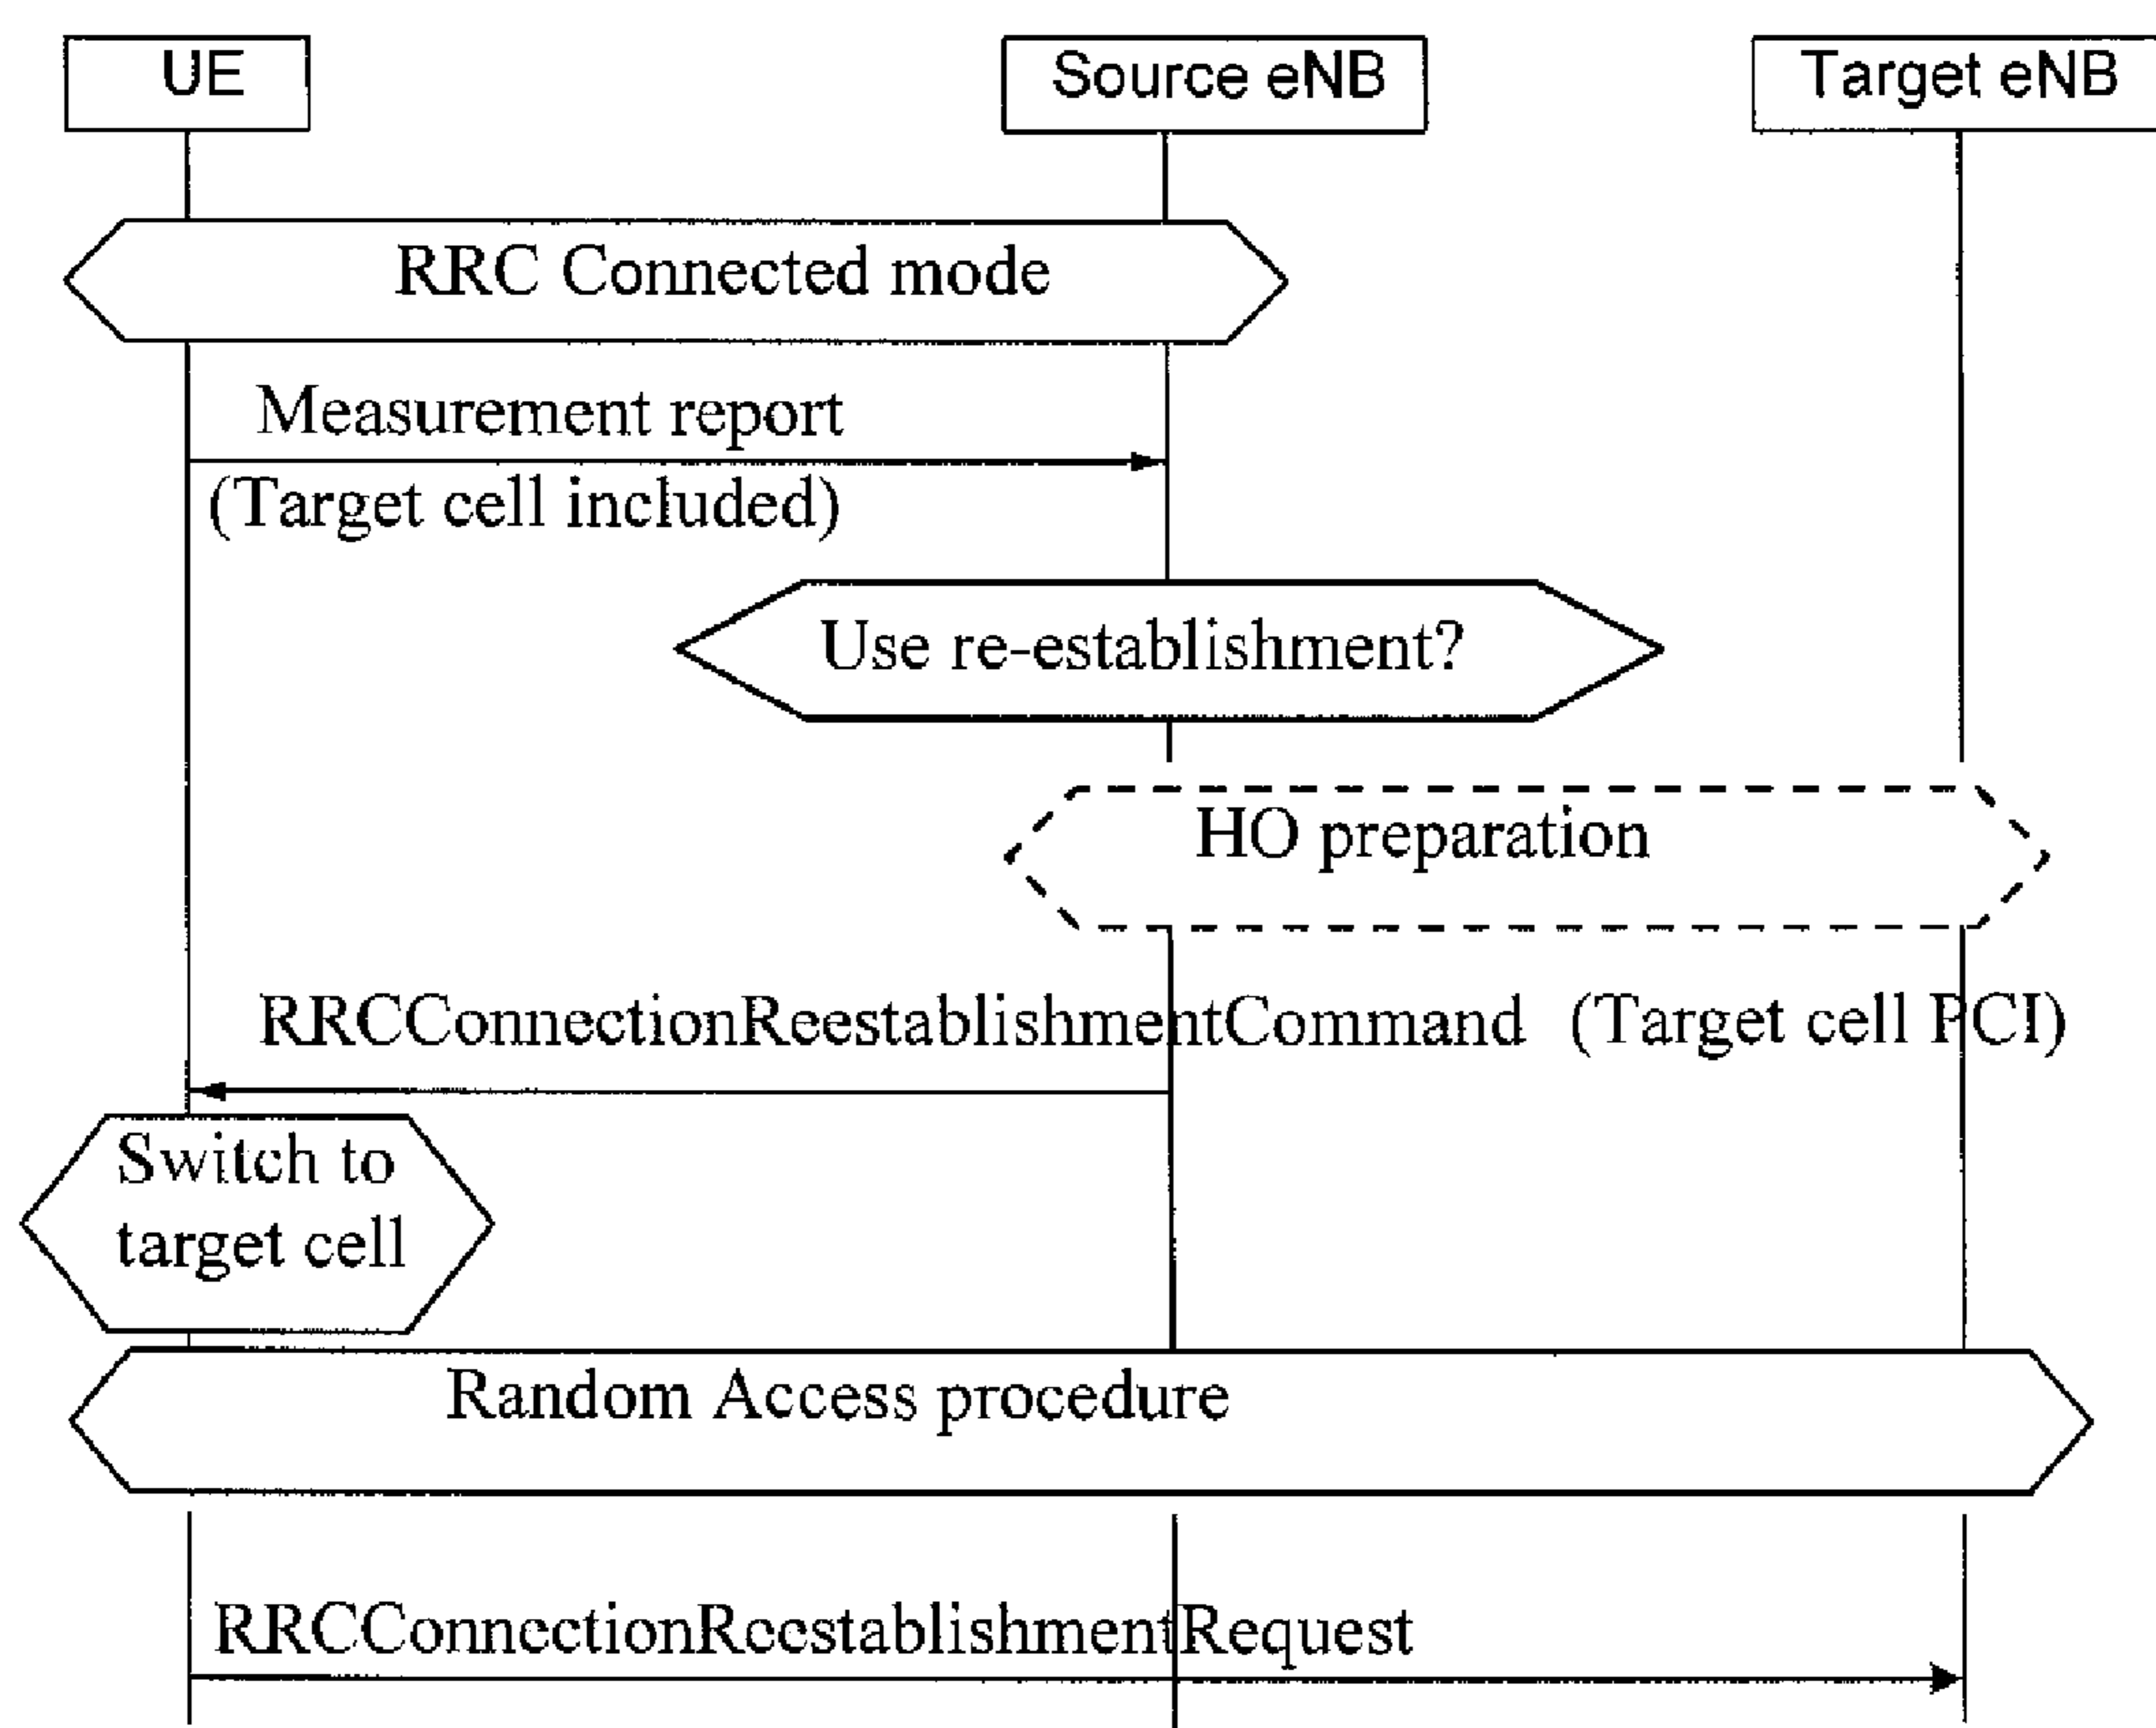 UE
Source eNB
Target eNB
RRC Connected mode
Measurement report
(Target cell included)
Use re-establishment?
HO preparation
RRCConnectionReestablishmentCommand (Target cell PCI)
Switch to
target cell
Random Access procedure
RRCConnectionReestablishmentRequest